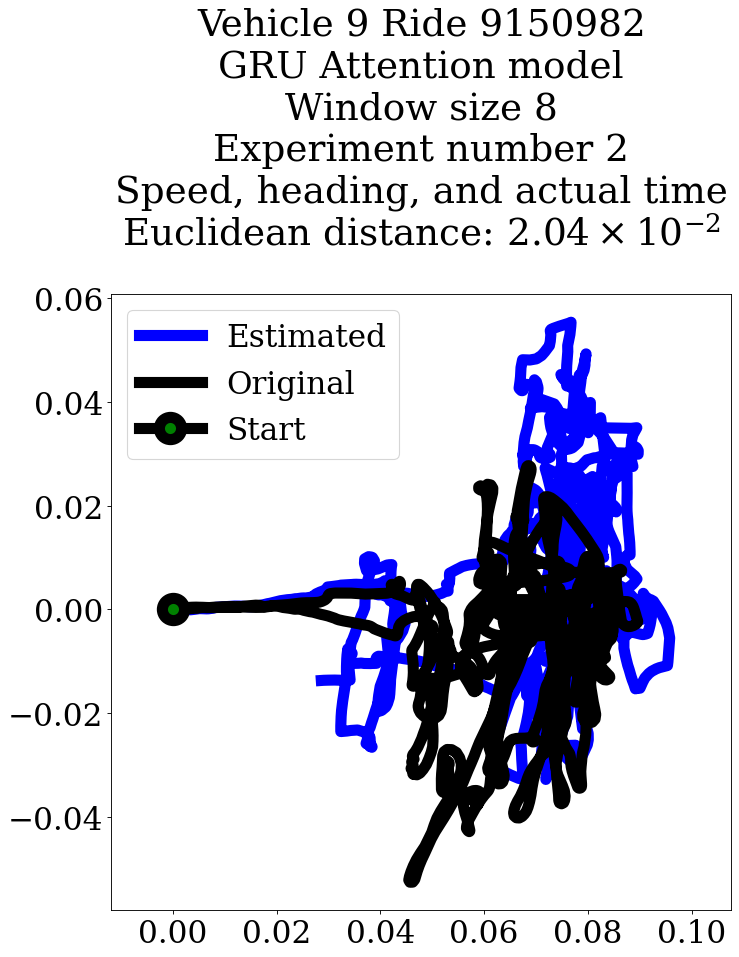 Vehicle 9 Ride 9150982
GRU Attention model
Window size 8
Experiment number 2
Speed, heading, and actual time
Euclidean distance: 2.04 × 10⁻²
Estimated
Original
Start
0.06
0.04
0.02
0.00
−0.02
−0.04
0.00 0.02 0.04 0.06 0.08 0.10